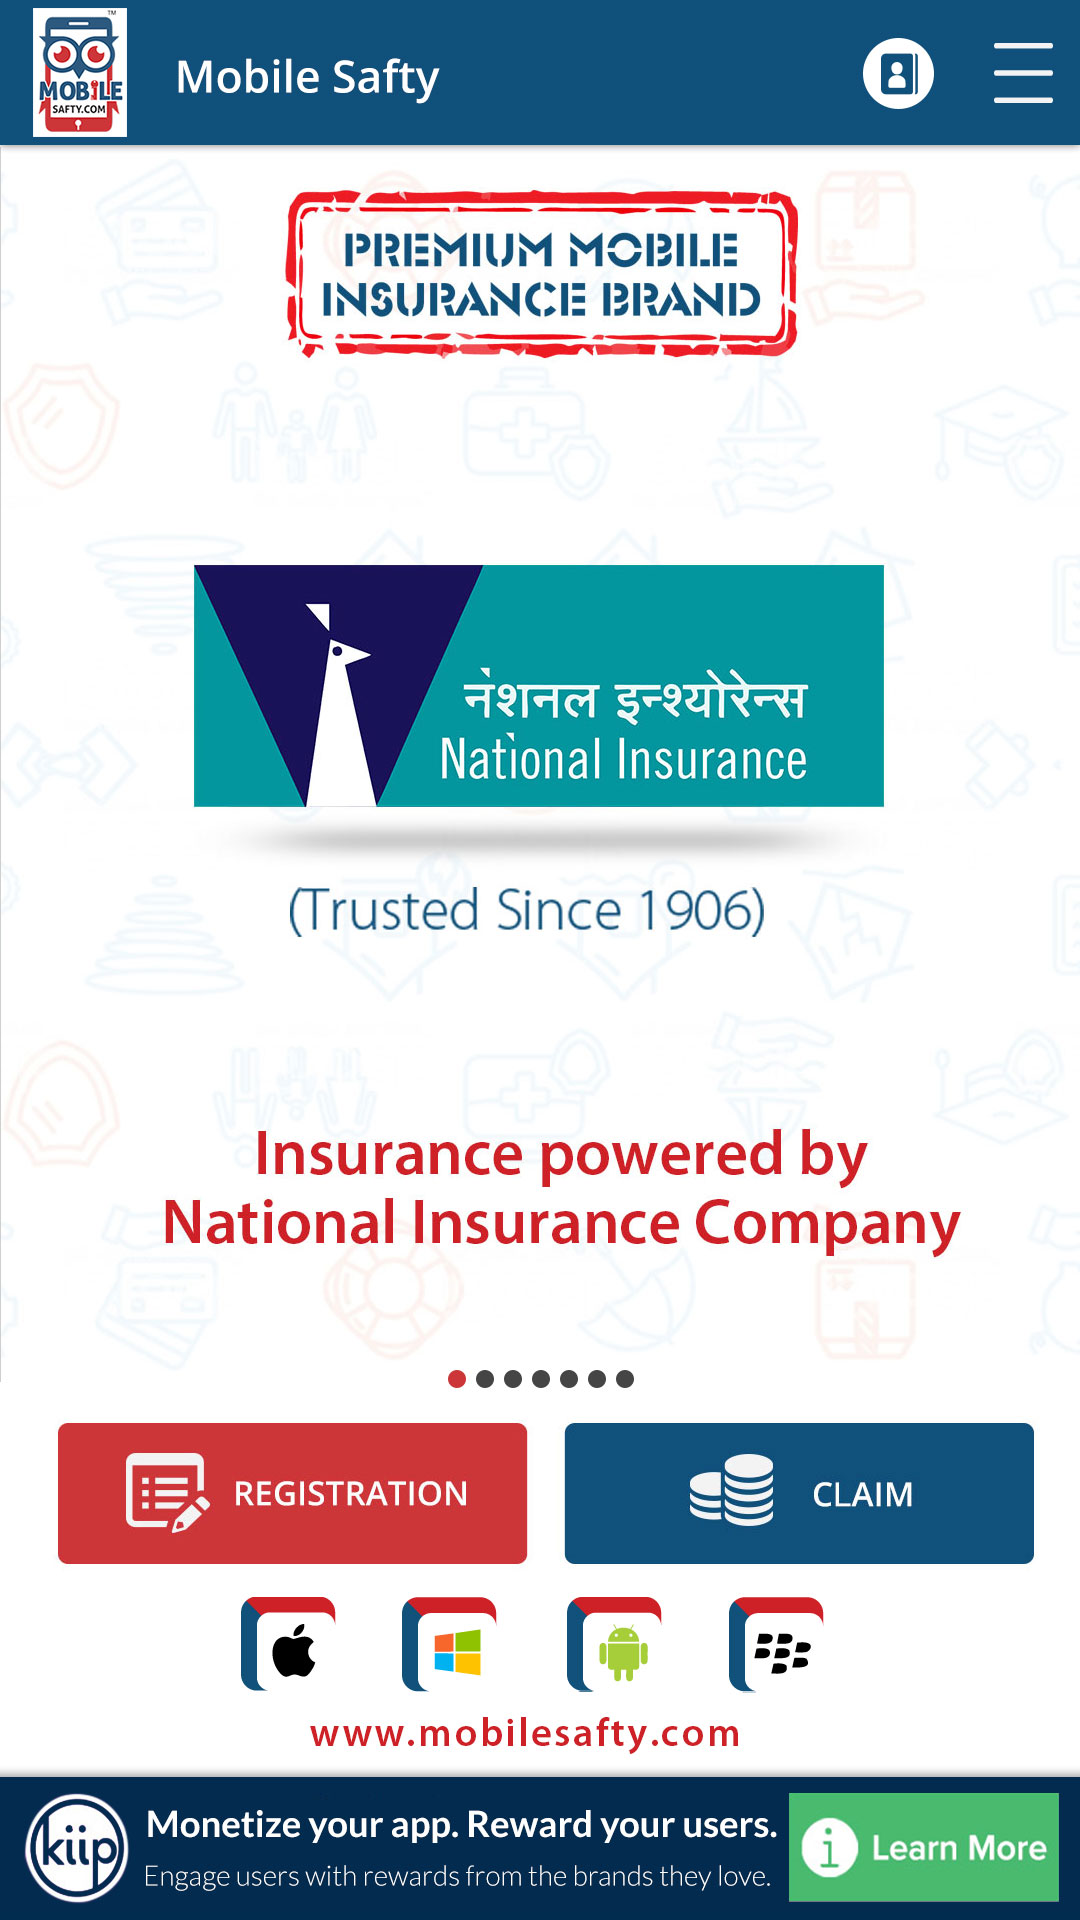 TM
MOBILE
SAFTY.COM
Mobile Safty
PREMIUM MOBILE
INSURANCE BRAND
नेशनल इन्श्योरेन्स
National Insurance
(Trusted Since 1906)
Insurance powered by
National Insurance Company
REGISTRATION
CLAIM
www.mobilesafty.com
kiip
Monetize your app. Reward your users.
Engage users with rewards from the brands they love.
Learn More